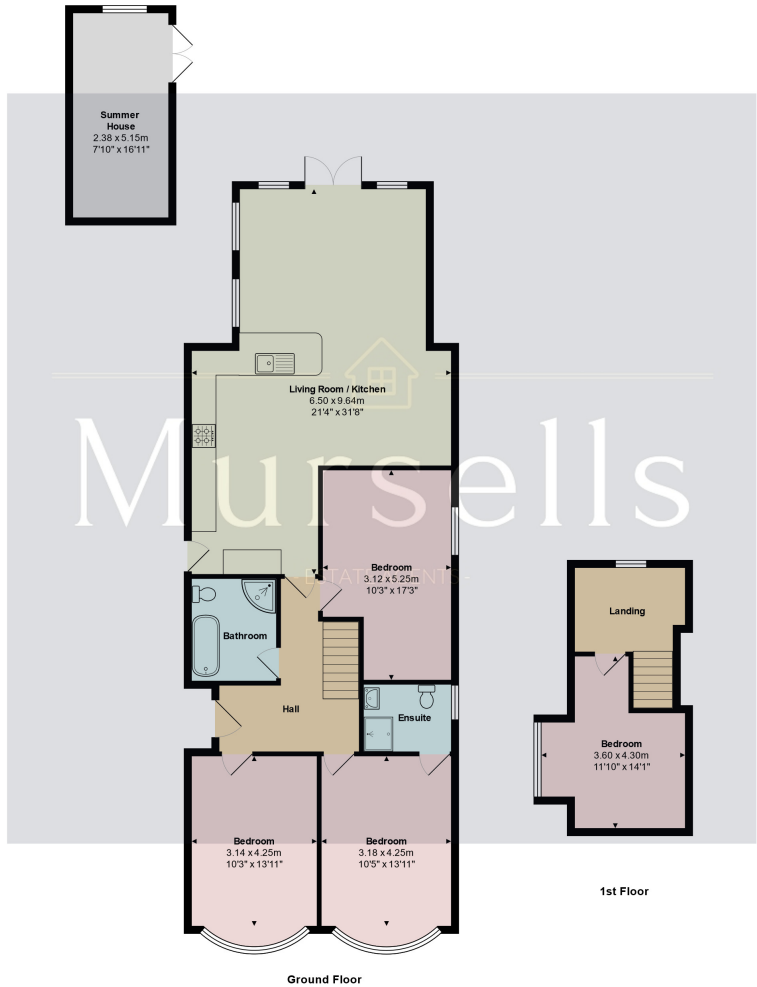 Summer
House
2.38 x 5.15m
7'10" x 16'11"
Living Room / Kitchen
6.50 x 9.64m
21'4" x 31'8"
Mursells
Bedroom
3.12 x 5.25m
10'3" x 17'3"
Bathroom
Landing
Hall
Ensuite
Bedroom
3.60 x 4.30m
11'10" x 14'1"
Bedroom
3.14 x 4.25m
10'3" x 13'11"
Bedroom
3.18 x 4.25m
10'5" x 13'11"
1st Floor
Ground Floor